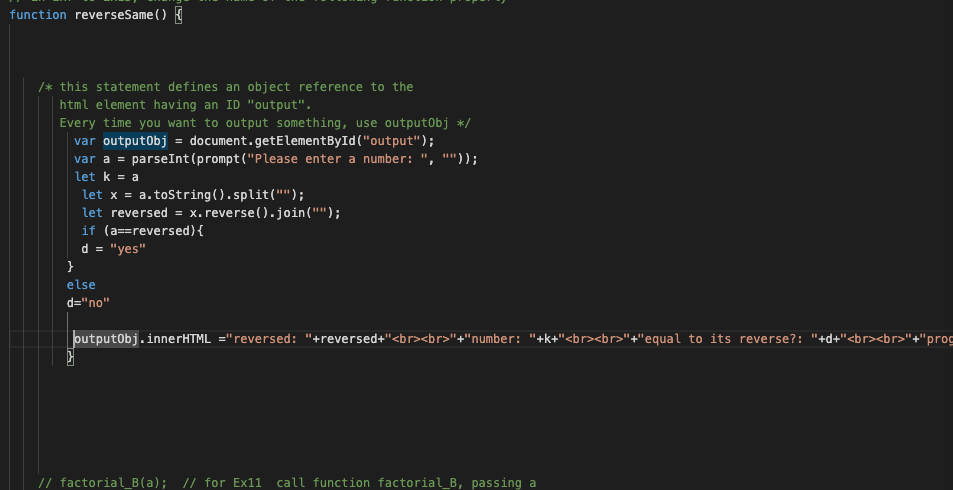 function reverseSame() {
/* this statement defines an object reference to the
html element having an ID "output".
Every time you want to output something, use outputObj */
var outputObj = document.getElementById("output");
var a = parseInt(prompt("Please enter a number: ", ""));
let k = a
let x = a.toString().split("");
let reversed = x.reverse().join("");
if (a==reversed){
d = "yes"
}
else
d="no"
outputObj.innerHTML ="reversed: "+reversed+"<br><br>"+"number: "+k+"<br><br>"+"equal to its reverse?: "+d+"<br><br>"+"prog
}
// factorial_B(a);  // for Ex11  call function factorial_B, passing a